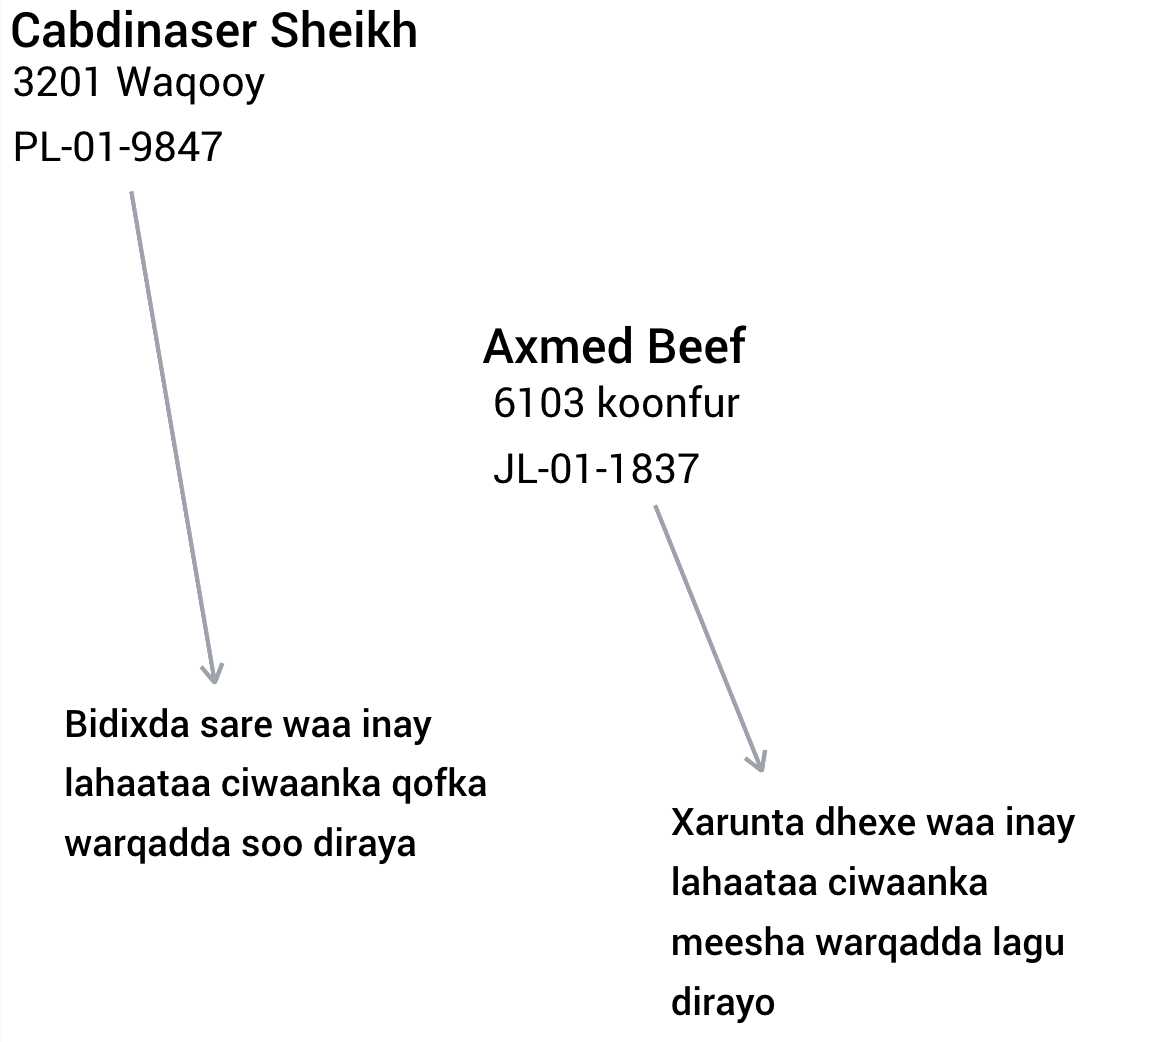 Cabdinaser Sheikh
3201 Waqooy
PL-01-9847
Axmed Beef
6103 koonfur
JL-01-1837
Bidixda sare waa inay
lahaataa ciwaanka qofka
warqadda soo diraya
Xarunta dhexe waa inay
lahaataa ciwaanka
meesha warqadda lagu
dirayo